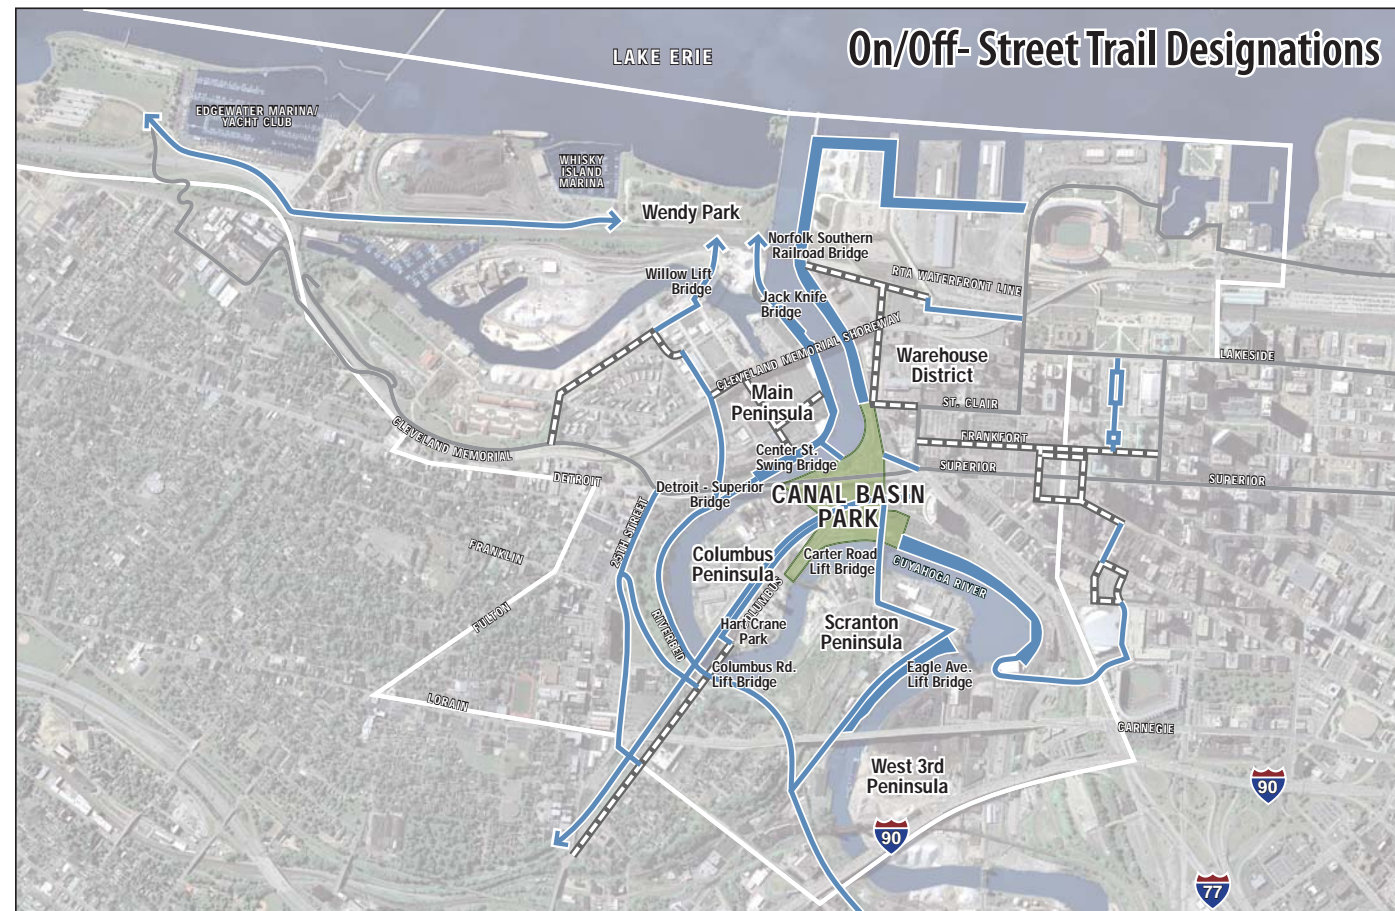 On/Off- Street Trail Designations
LAKE ERIE
EDGEWATER MARINA/
YACHT CLUB
WHISKY
ISLAND
MARINA
Wendy Park
Norfolk Southern
Railroad Bridge
Willow Lift
Bridge
RTA WATERFRONT LINE
Jack Knife
Bridge
CLEVELAND MEMORIAL SHOREWAY
Warehouse
District
LAKESIDE
Main
Peninsula
ST. CLAIR
CLEVELAND MEMORIAL
FRANKFORT
Center St.
Swing Bridge
SUPERIOR
SUPERIOR
DETROIT
Detroit - Superior
Bridge
CANAL BASIN
PARK
25TH STREET
FRANKLIN
Columbus
Peninsula
Carter Road
Lift Bridge
CUYAHOGA RIVER
FULTON
RIVERBED
Hart Crane
Park
Scranton
Peninsula
Columbus Rd.
Lift Bridge
Eagle Ave.
Lift Bridge
LORAIN
CARNEGIE
West 3rd
Peninsula
90
90
77